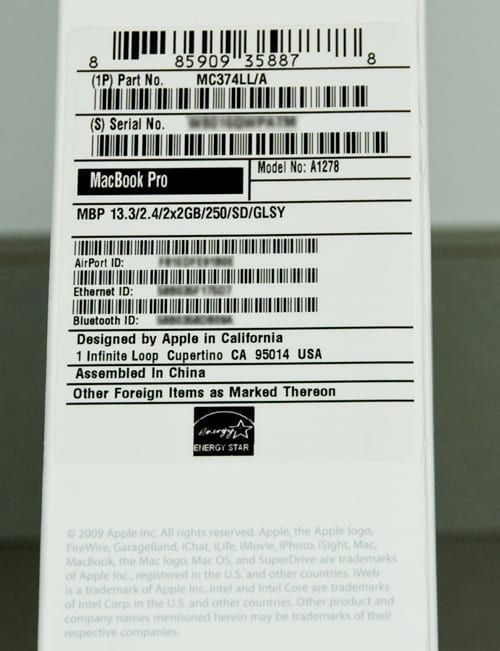 8 85909 35887 8
(1P) Part No. MC374LL/A
(S) Serial No.
MacBook Pro
Model No: A1278
MBP 13.3/2.4/2x2GB/250/SD/GLSY
AirPort ID:
Ethernet ID:
Bluetooth ID:
Designed by Apple in California
1 Infinite Loop Cupertino CA 95014 USA
Assembled In China
Other Foreign Items as Marked Thereon
energy
ENERGY STAR
© 2009 Apple Inc. All rights reserved. Apple, the Apple logo,
FireWire, GarageBand, iChat, iLife, iMovie, iPhoto, iSight, Mac,
MacBook, the Mac logo, Mac OS, and SuperDrive are trademarks
of Apple Inc., registered in the U.S. and other countries. iWeb
is a trademark of Apple Inc. Intel and Intel Core are trademarks
of Intel Corp. in the U.S. and other countries. Other product and
company names mentioned herein may be trademarks of their
respective companies.